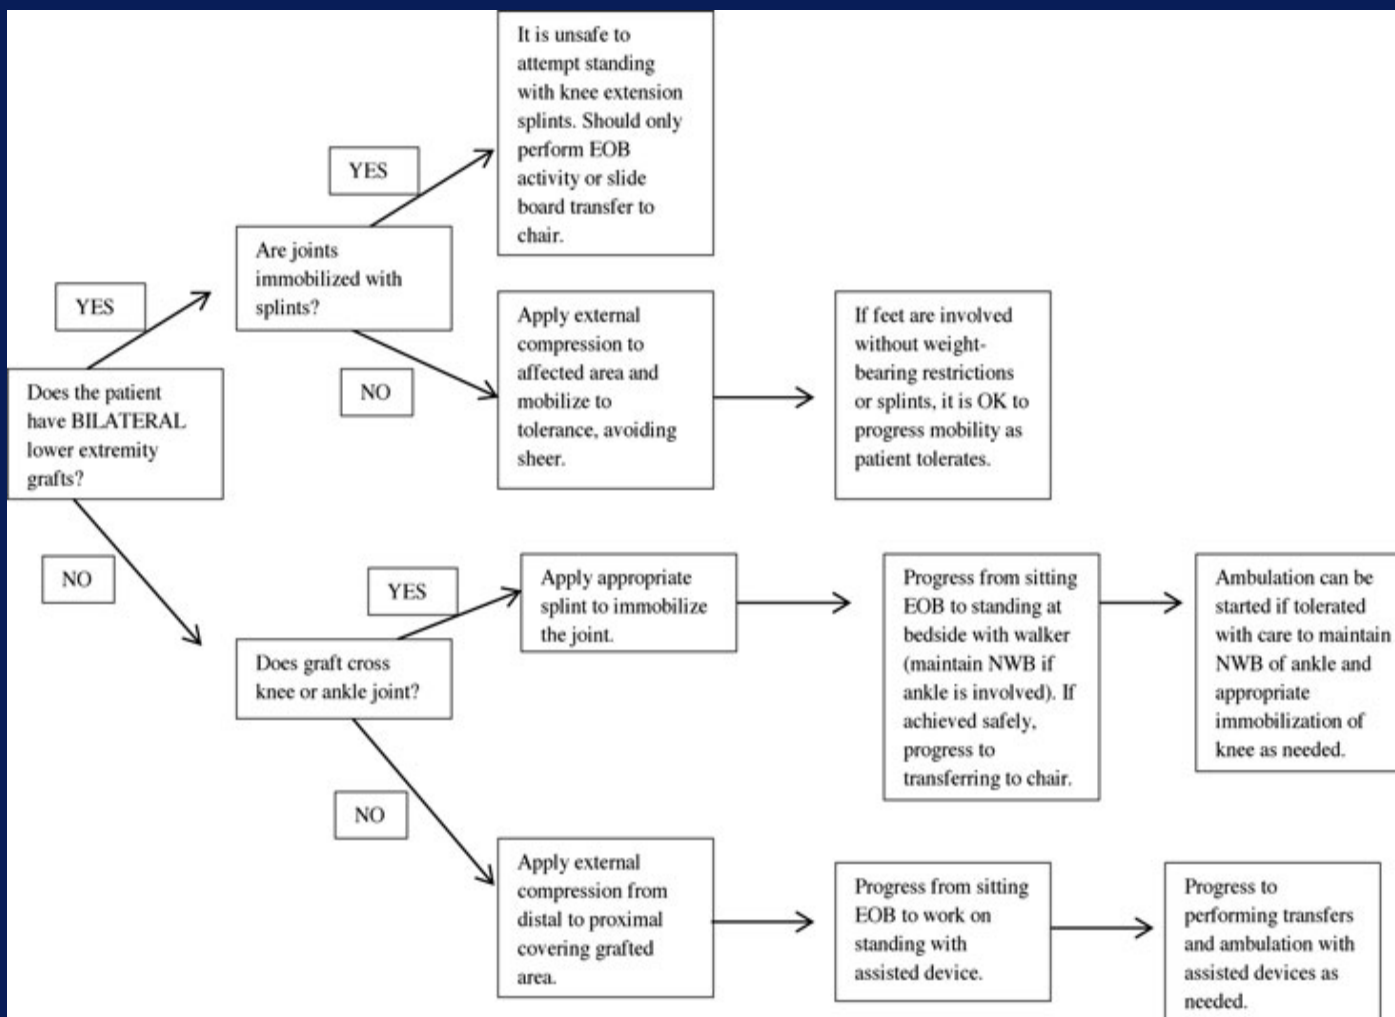 It is unsafe to
attempt standing
with knee extension
splints. Should only
perform EOB
activity or slide
board transfer to
chair.
YES
Are joints
immobilized with
splints?
YES
NO
Apply external
compression to
affected area and
mobilize to
tolerance, avoiding
sheer.
If feet are involved
without weight-
bearing restrictions
or splints, it is OK to
progress mobility as
patient tolerates.
Does the patient
have BILATERAL
lower extremity
grafts?
NO
Does graft cross
knee or ankle joint?
YES
Apply appropriate
splint to immobilize
the joint.
Progress from sitting
EOB to standing at
bedside with walker
(maintain NWB if
ankle is involved). If
achieved safely,
progress to
transferring to chair.
Ambulation can be
started if tolerated
with care to maintain
NWB of ankle and
appropriate
immobilization of
knee as needed.
NO
Apply external
compression from
distal to proximal
covering grafted
area.
Progress from sitting
EOB to work on
standing with
assisted device.
Progress to
performing transfers
and ambulation with
assisted devices as
needed.